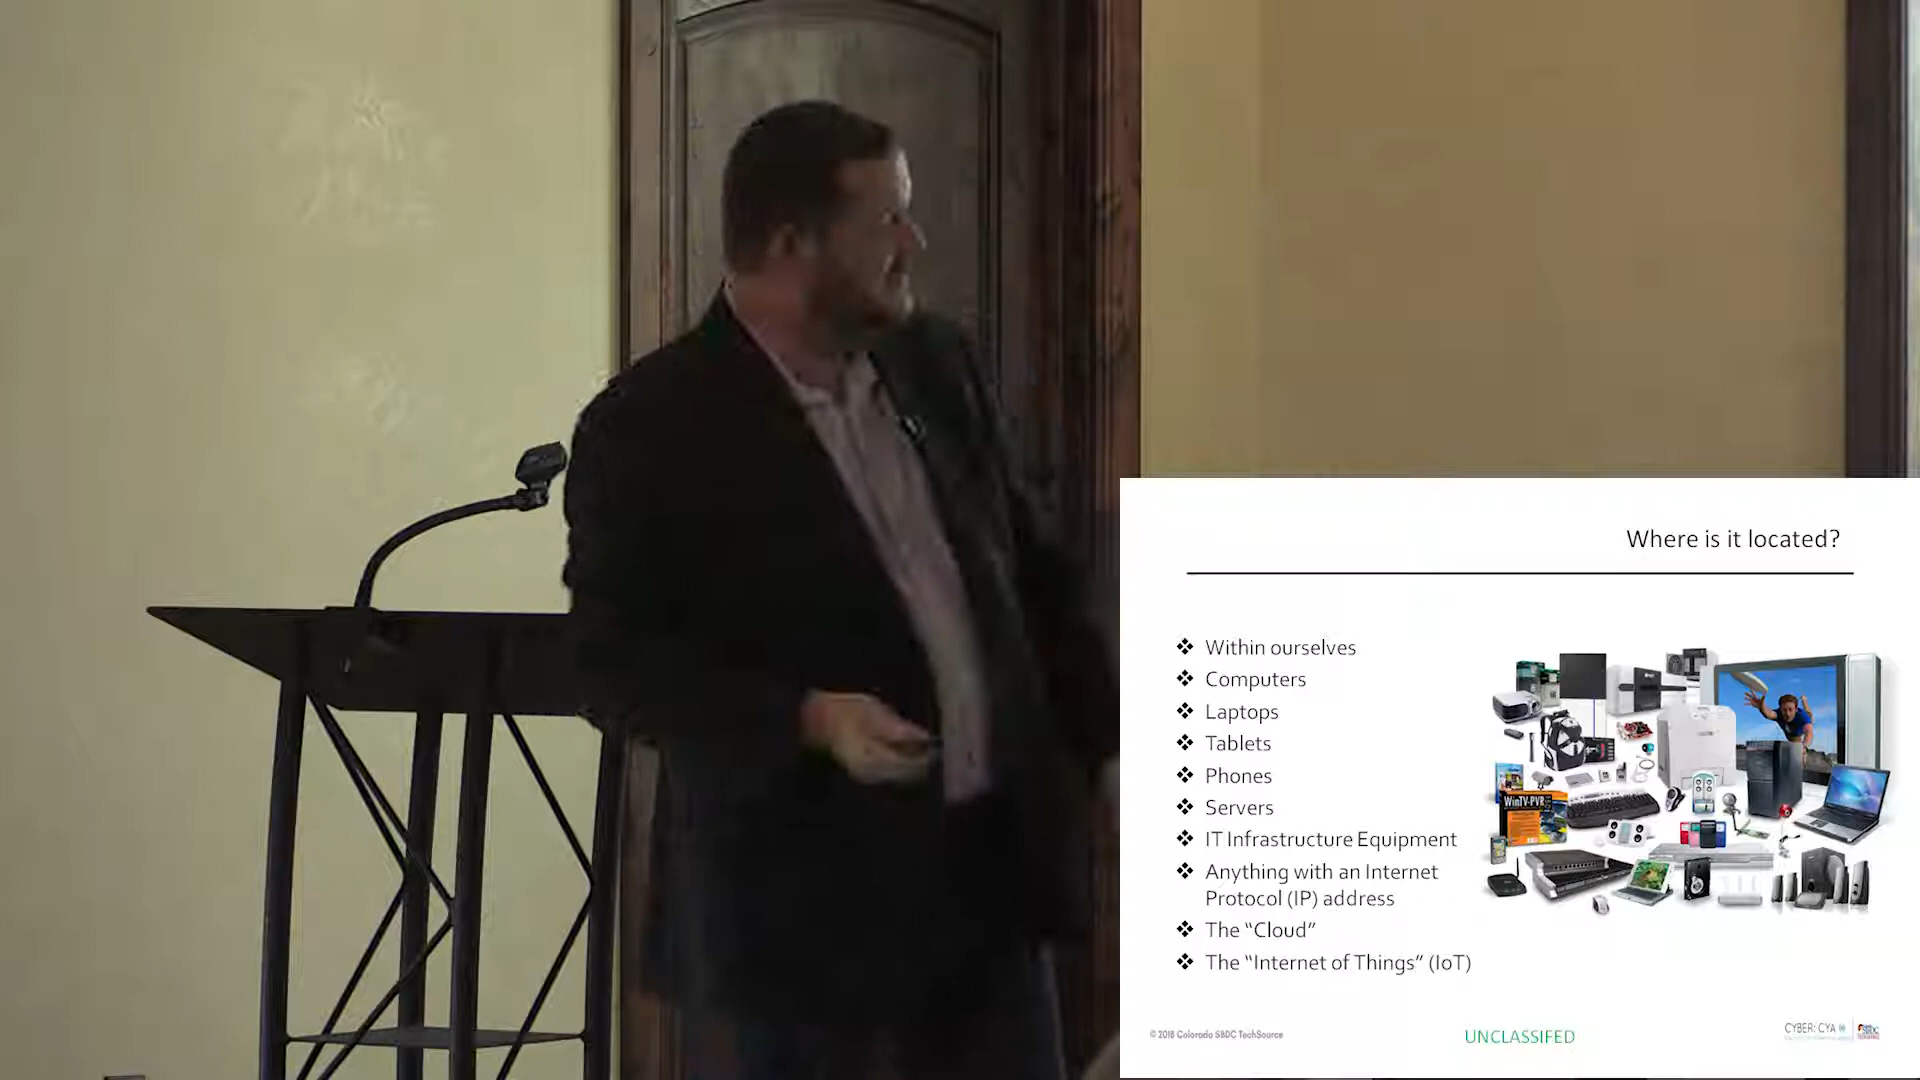 Where is it located?
❖ Within ourselves
❖ Computers
❖ Laptops
❖ Tablets
❖ Phones
❖ Servers
❖ IT Infrastructure Equipment
❖ Anything with an Internet
Protocol (IP) address
❖ The “Cloud”
❖ The “Internet of Things” (IoT)
WinTV-PVR
© 2018 Colorado SBDC TechSource
UNCLASSIFED
CYBER: CYA